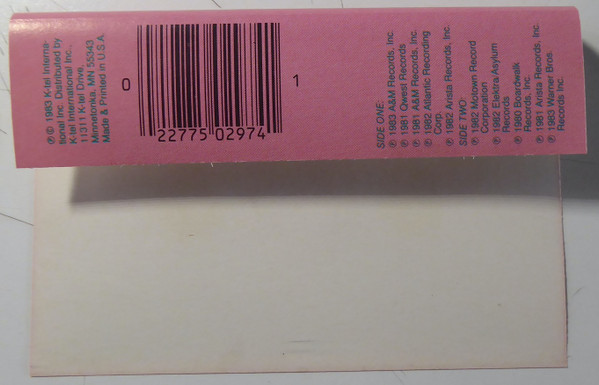 ℗© 1983 K-tel Interna-
tional Inc. Distributed by
K-tel International Inc.,
11311 K-tel Drive,
Minnetonka, MN 55343
Made & Printed in U.S.A.
0
22775 02974
1
SIDE ONE:
℗ 1983 A&M Records, Inc.
℗ 1981 Qwest Records
℗ 1981 A&M Records, Inc.
℗ 1982 Atlantic Recording
Corp.
℗ 1982 Arista Records, Inc.
SIDE TWO:
℗ 1982 Motown Record
Corporation
℗ 1982 Elektra Asylum
Records
℗ 1980 Boardwalk
Records, Inc.
℗ 1981 Arista Records, Inc.
℗ 1983 Warner Bros.
Records Inc.